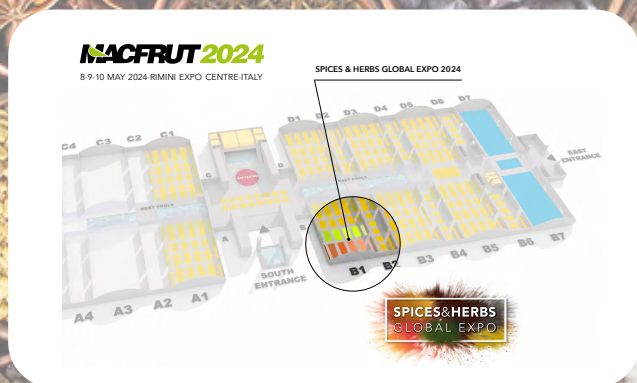 MACFRUT 2024
8-9-10 MAY 2024-RIMINI EXPO CENTRE-ITALY
SPICES & HERBS GLOBAL EXPO 2024
D1 D2 D3 D4 D5 D6 D7
C4 C3 C2 C1
EAST
ENTRANCE
C
D
A
B
SOUTH
ENTRANCE
B1 B2 B3 B4 B5 B6 B7
A4 A3 A2 A1
SPICES&HERBS
GLOBAL EXPO